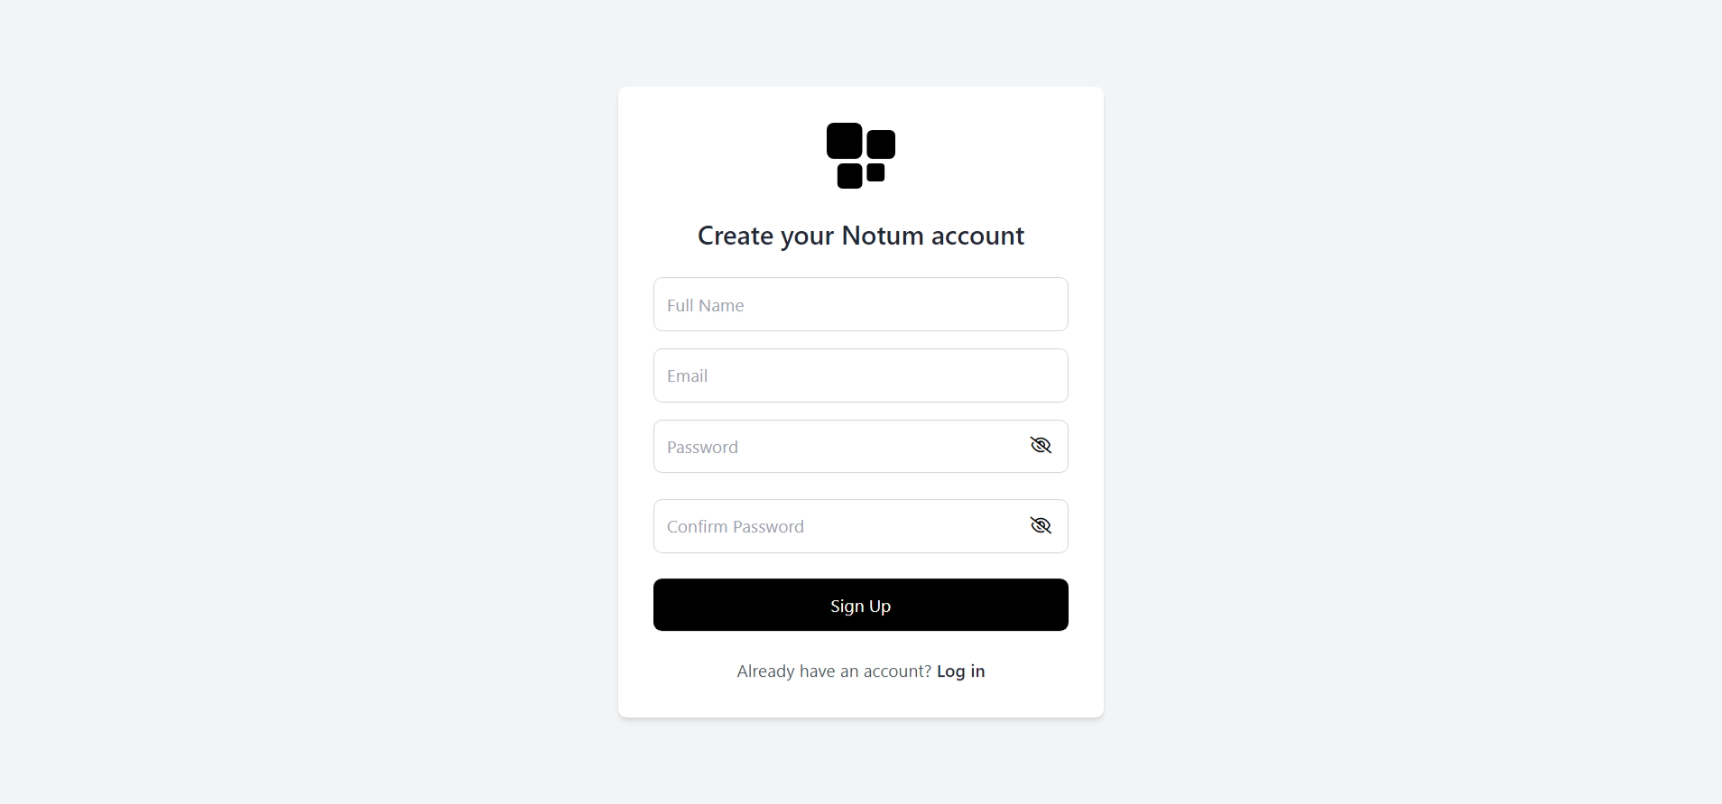 Create your Notum account
Full Name
Email
Password
Confirm Password
Sign Up
Already have an account? Log in